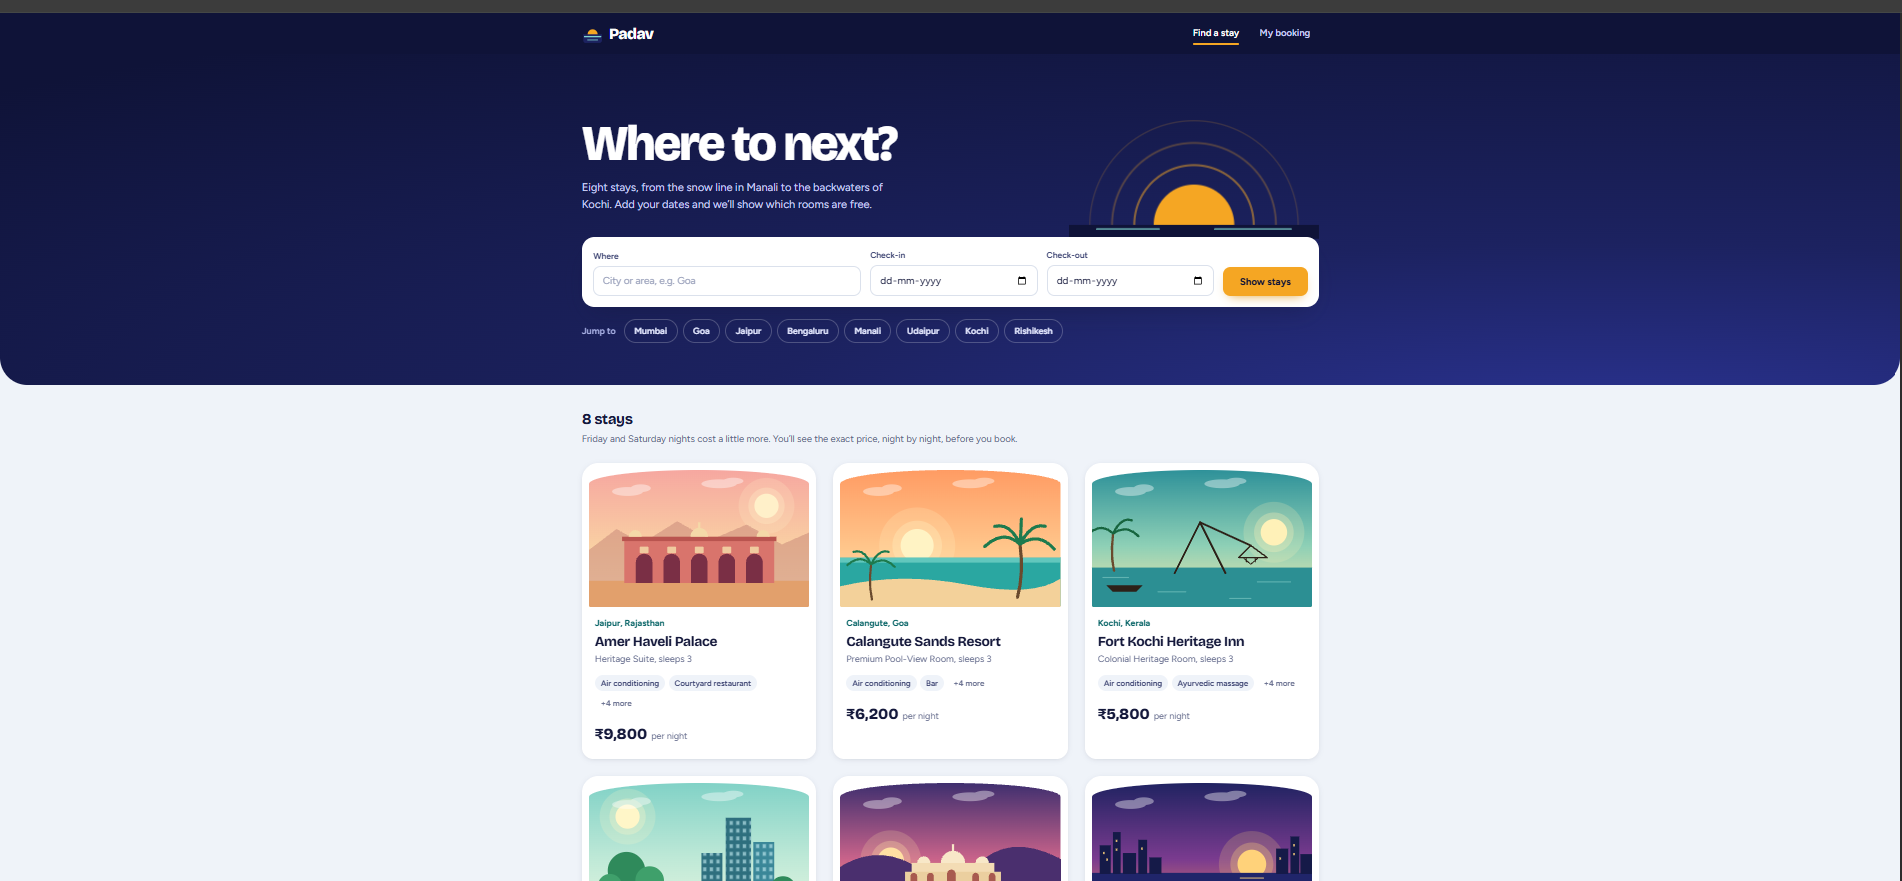 Padav
Find a stay
My booking
Where to next?
Eight stays, from the snow line in Manali to the backwaters of
Kochi. Add your dates and we'll show which rooms are free.
Where
Check-in
Check-out
City or area, e.g. Goa
dd-mm-yyyy
dd-mm-yyyy
Show stays
Jump to
Mumbai
Goa
Jaipur
Bengaluru
Manali
Udaipur
Kochi
Rishikesh
8 stays
Friday and Saturday nights cost a little more. You'll see the exact price, night by night, before you book.
Jaipur, Rajasthan
Amer Haveli Palace
Heritage Suite, sleeps 3
Air conditioning
Courtyard restaurant
+4 more
₹9,800 per night
Calangute, Goa
Calangute Sands Resort
Premium Pool-View Room, sleeps 3
Air conditioning
Bar
+4 more
₹6,200 per night
Kochi, Kerala
Fort Kochi Heritage Inn
Colonial Heritage Room, sleeps 3
Air conditioning
Ayurvedic massage
+4 more
₹5,800 per night